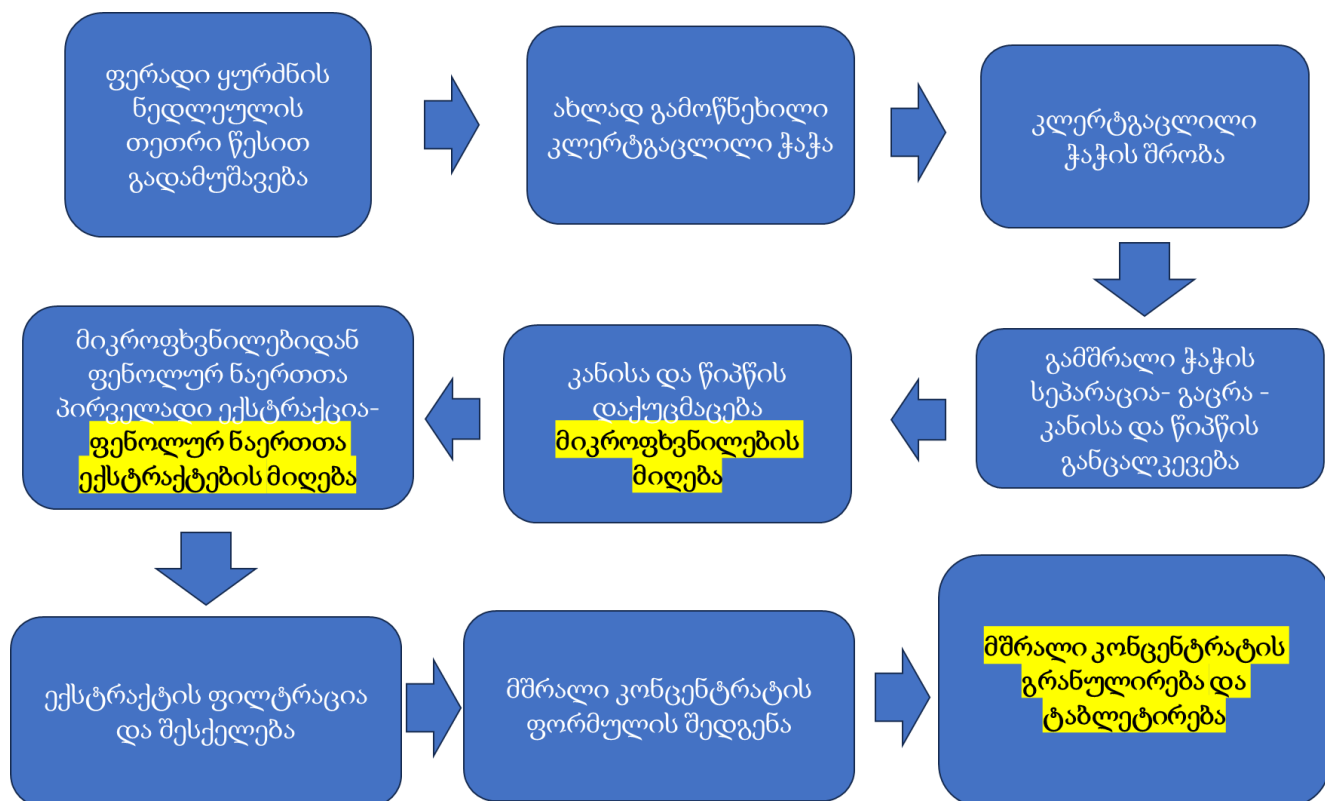 ფერადი ყურძნის
ნედლეულის
თეთრი წესით
გადამუშავება
ახლად გამოწნეხილი
კლერტგაცლილი ჭაჭა
კლერტგაცლილი
ჭაჭის შრობა
გამშრალი ჭაჭის
სეპარაცია- გაცრა -
კანისა და წიპწის
განცალკევება
კანისა და წიპწის
დაქუცმაცება
მიკროფხვნილების
მიღება
მიკროფხვნილებიდან
ფენოლურ ნაერთთა
პირველადი ექსტრაქცია-
ფენოლურ ნაერთთა
ექსტრაქტების მიღება
ექსტრაქტის ფილტრაცია
და შესქელება
მშრალი კონცენტრატის
ფორმულის შედგენა
მშრალი კონცენტრატის
გრანულირება და
ტაბლეტირება